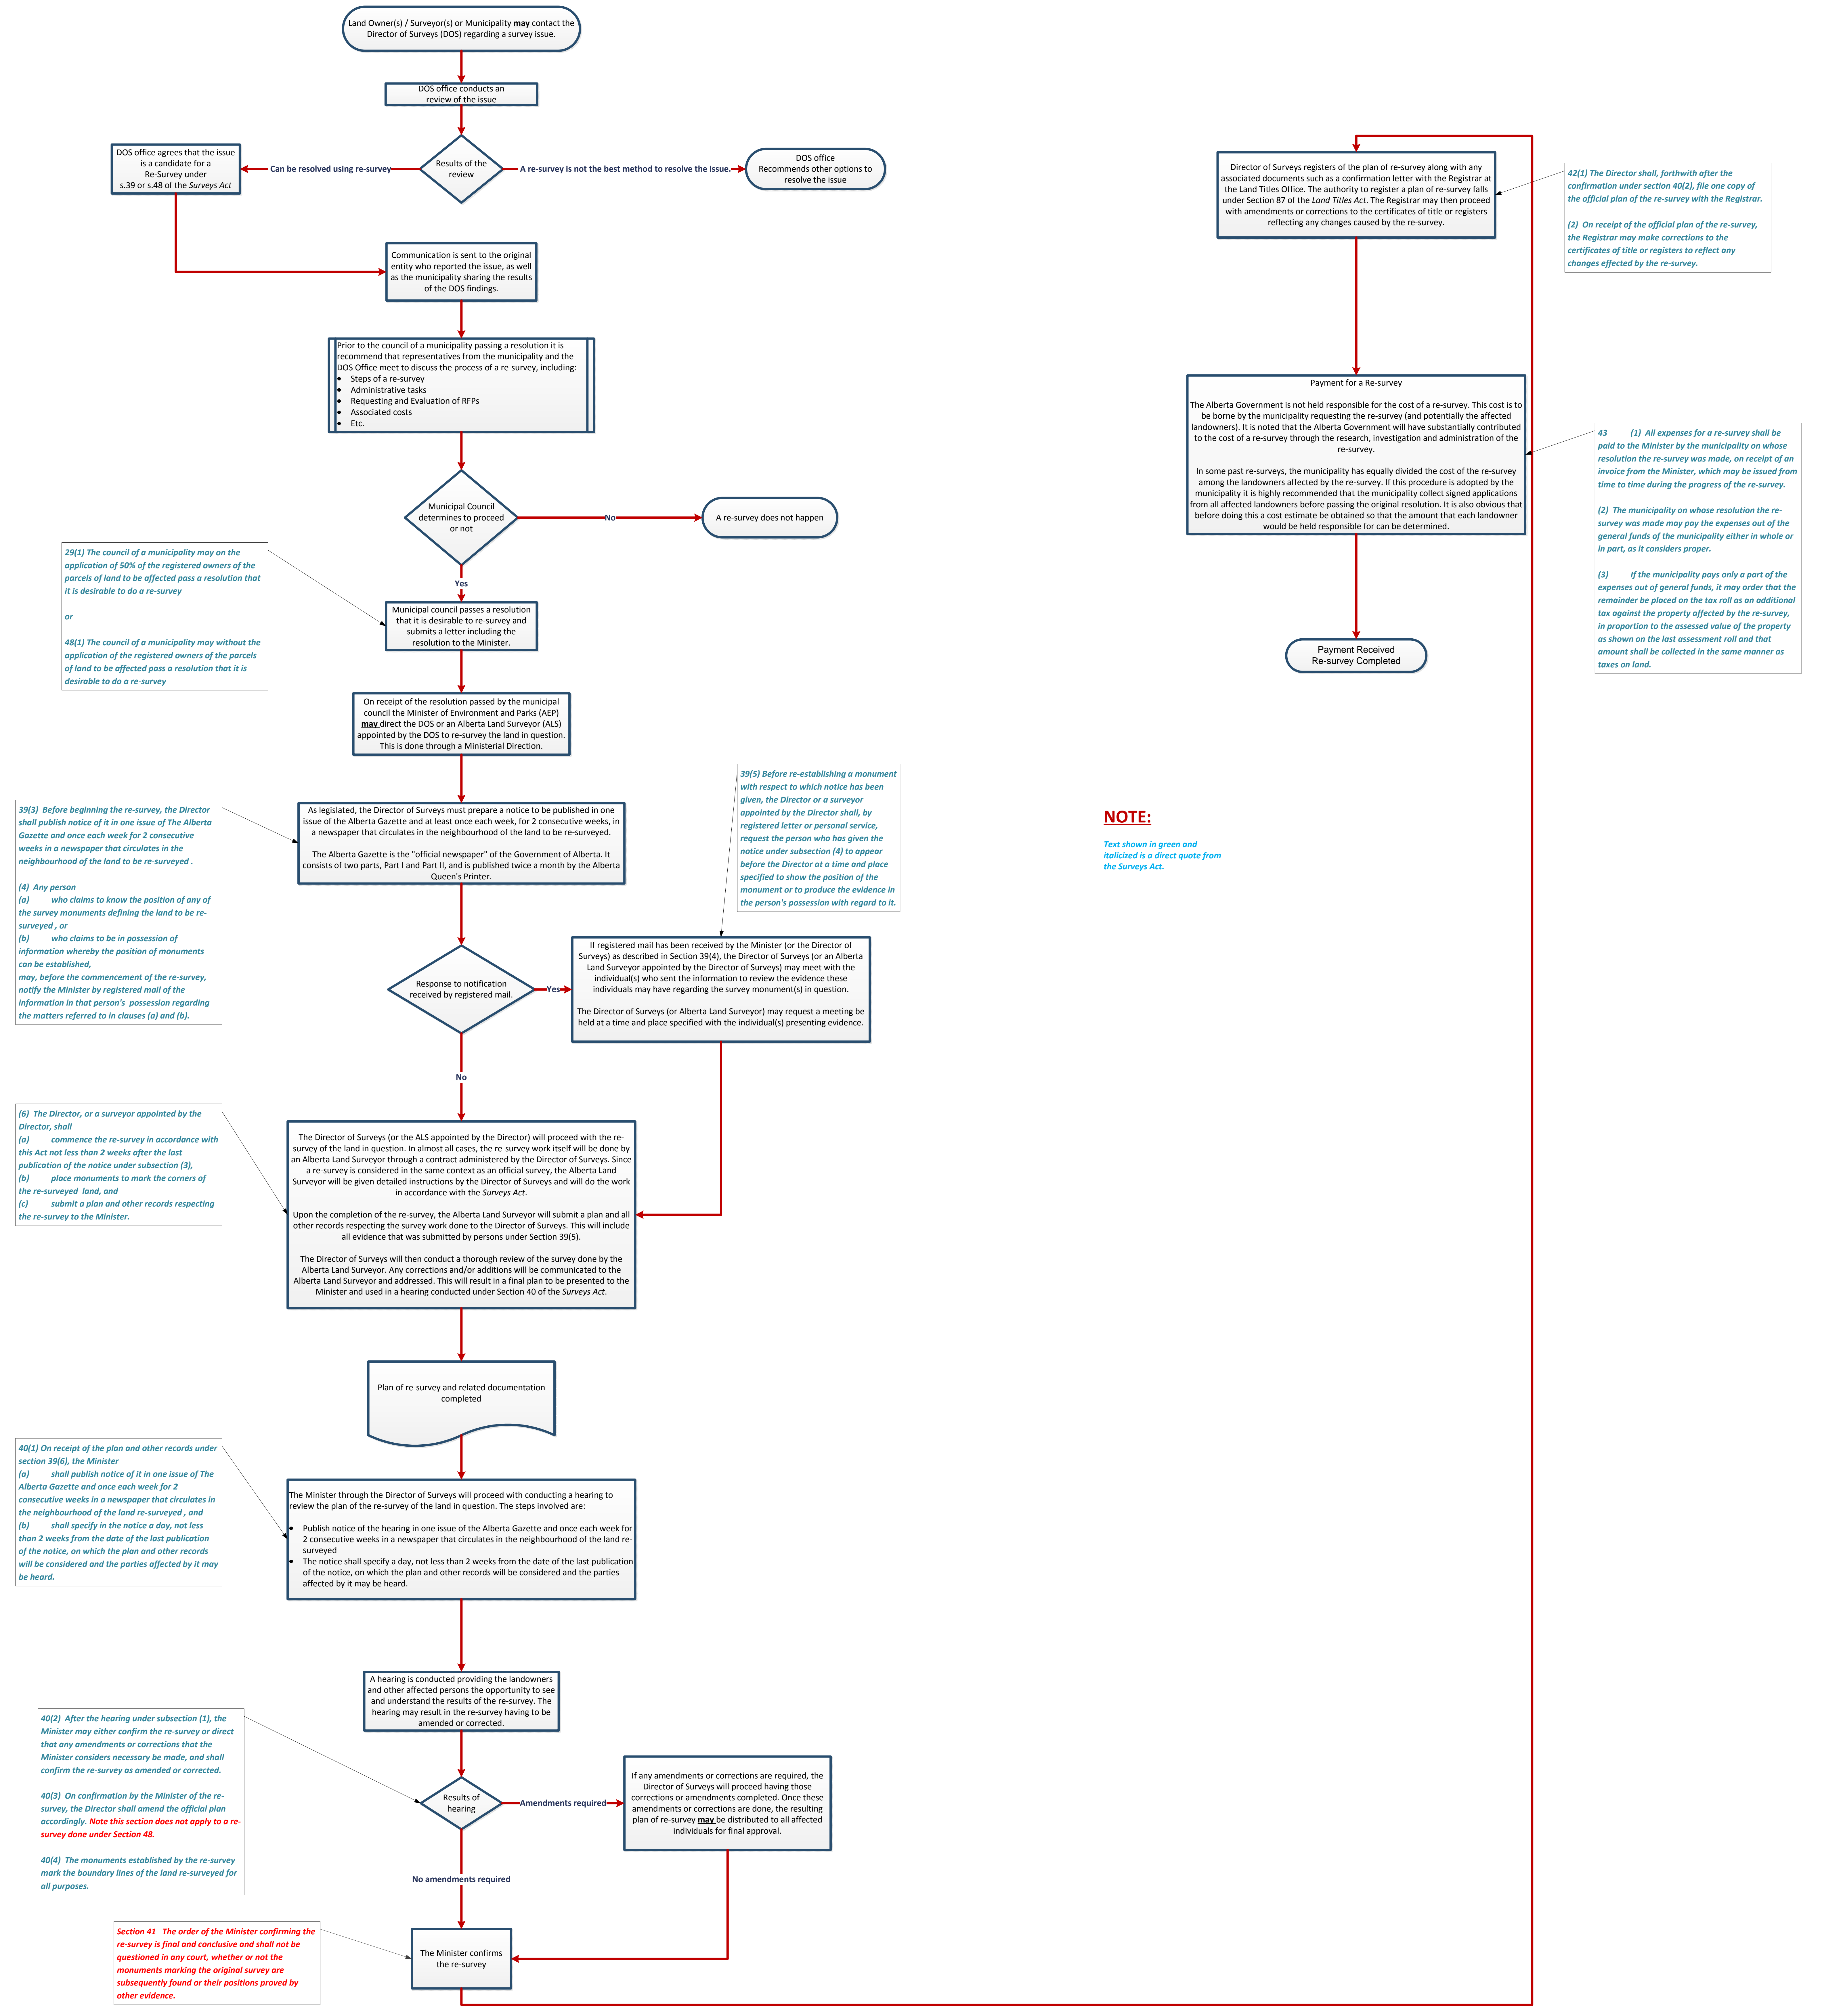 Land Owner(s) / Surveyor(s) or Municipality may contact the
Director of Surveys (DOS) regarding a survey issue.
DOS office conducts an
review of the issue
Results of the
review
Can be resolved using re-survey
DOS office agrees that the issue
is a candidate for a
Re-Survey under
s.39 or s.48 of the Surveys Act
A re-survey is not the best method to resolve the issue.
DOS office
Recommends other options to
resolve the issue
Communication is sent to the original
entity who reported the issue, as well
as the municipality sharing the results
of the DOS findings.
Prior to the council of a municipality passing a resolution it is
recommend that representatives from the municipality and the
DOS Office meet to discuss the process of a re-survey, including:
• Steps of a re-survey
• Administrative tasks
• Requesting and Evaluation of RFPs
• Associated costs
• Etc.
Municipal Council
determines to proceed
or not
No
A re-survey does not happen
Yes
29(1) The council of a municipality may on the
application of 50% of the registered owners of the
parcels of land to be affected pass a resolution that
it is desirable to do a re-survey
or
48(1) The council of a municipality may without the
application of the registered owners of the parcels
of land to be affected pass a resolution that it is
desirable to do a re-survey
Municipal council passes a resolution
that it is desirable to re-survey and
submits a letter including the
resolution to the Minister.
On receipt of the resolution passed by the municipal
council the Minister of Environment and Parks (AEP)
may direct the DOS or an Alberta Land Surveyor (ALS)
appointed by the DOS to re-survey the land in question.
This is done through a Ministerial Direction.
39(3) Before beginning the re-survey, the Director
shall publish notice of it in one issue of The Alberta
Gazette and once each week for 2 consecutive
weeks in a newspaper that circulates in the
neighbourhood of the land to be re-surveyed .
(4) Any person
(a) who claims to know the position of any of
the survey monuments defining the land to be re-
surveyed , or
(b) who claims to be in possession of
information whereby the position of monuments
can be established,
may, before the commencement of the re-survey,
notify the Minister by registered mail of the
information in that person's possession regarding
the matters referred to in clauses (a) and (b).
As legislated, the Director of Surveys must prepare a notice to be published in one
issue of the Alberta Gazette and at least once each week, for 2 consecutive weeks, in
a newspaper that circulates in the neighbourhood of the land to be re-surveyed.
The Alberta Gazette is the "official newspaper" of the Government of Alberta. It
consists of two parts, Part I and Part II, and is published twice a month by the Alberta
Queen's Printer.
39(5) Before re-establishing a monument
with respect to which notice has been
given, the Director or a surveyor
appointed by the Director shall, by
registered letter or personal service,
request the person who has given the
notice under subsection (4) to appear
before the Director at a time and place
specified to show the position of the
monument or to produce the evidence in
the person's possession with regard to it.
Response to notification
received by registered mail.
Yes
If registered mail has been received by the Minister (or the Director of
Surveys) as described in Section 39(4), the Director of Surveys (or an Alberta
Land Surveyor appointed by the Director of Surveys) may meet with the
individual(s) who sent the information to review the evidence these
individuals may have regarding the survey monument(s) in question.
The Director of Surveys (or Alberta Land Surveyor) may request a meeting be
held at a time and place specified with the individual(s) presenting evidence.
No
(6) The Director, or a surveyor appointed by the
Director, shall
(a) commence the re-survey in accordance with
this Act not less than 2 weeks after the last
publication of the notice under subsection (3),
(b) place monuments to mark the corners of
the re-surveyed land, and
(c) submit a plan and other records respecting
the re-survey to the Minister.
The Director of Surveys (or the ALS appointed by the Director) will proceed with the re-
survey of the land in question. In almost all cases, the re-survey work itself will be done by
an Alberta Land Surveyor through a contract administered by the Director of Surveys. Since
a re-survey is considered in the same context as an official survey, the Alberta Land
Surveyor will be given detailed instructions by the Director of Surveys and will do the work
in accordance with the Surveys Act.
Upon the completion of the re-survey, the Alberta Land Surveyor will submit a plan and all
other records respecting the survey work done to the Director of Surveys. This will include
all evidence that was submitted by persons under Section 39(5).
The Director of Surveys will then conduct a thorough review of the survey done by the
Alberta Land Surveyor. Any corrections and/or additions will be communicated to the
Alberta Land Surveyor and addressed. This will result in a final plan to be presented to the
Minister and used in a hearing conducted under Section 40 of the Surveys Act.
Plan of re-survey and related documentation
completed
40(1) On receipt of the plan and other records under
section 39(6), the Minister
(a) shall publish notice of it in one issue of The
Alberta Gazette and once each week for 2
consecutive weeks in a newspaper that circulates in
the neighbourhood of the land re-surveyed , and
(b) shall specify in the notice a day, not less
than 2 weeks from the date of the last publication
of the notice, on which the plan and other records
will be considered and the parties affected by it may
be heard.
The Minister through the Director of Surveys will proceed with conducting a hearing to
review the plan of the re-survey of the land in question. The steps involved are:
• Publish notice of the hearing in one issue of the Alberta Gazette and once each week for
2 consecutive weeks in a newspaper that circulates in the neighbourhood of the land re-
surveyed
• The notice shall specify a day, not less than 2 weeks from the date of the last publication
of the notice, on which the plan and other records will be considered and the parties
affected by it may be heard.
A hearing is conducted providing the landowners
and other affected persons the opportunity to see
and understand the results of the re-survey. The
hearing may result in the re-survey having to be
amended or corrected.
40(2) After the hearing under subsection (1), the
Minister may either confirm the re-survey or direct
that any amendments or corrections that the
Minister considers necessary be made, and shall
confirm the re-survey as amended or corrected.
40(3) On confirmation by the Minister of the re-
survey, the Director shall amend the official plan
accordingly. Note this section does not apply to a re-
survey done under Section 48.
40(4) The monuments established by the re-survey
mark the boundary lines of the land re-surveyed for
all purposes.
Results of
hearing
Amendments required
If any amendments or corrections are required, the
Director of Surveys will proceed having those
corrections or amendments completed. Once these
amendments or corrections are done, the resulting
plan of re-survey may be distributed to all affected
individuals for final approval.
No amendments required
Section 41 The order of the Minister confirming the
re-survey is final and conclusive and shall not be
questioned in any court, whether or not the
monuments marking the original survey are
subsequently found or their positions proved by
other evidence.
The Minister confirms
the re-survey
Director of Surveys registers of the plan of re-survey along with any
associated documents such as a confirmation letter with the Registrar at
the Land Titles Office. The authority to register a plan of re-survey falls
under Section 87 of the Land Titles Act. The Registrar may then proceed
with amendments or corrections to the certificates of title or registers
reflecting any changes caused by the re-survey.
42(1) The Director shall, forthwith after the
confirmation under section 40(2), file one copy of
the official plan of the re-survey with the Registrar.
(2) On receipt of the official plan of the re-survey,
the Registrar may make corrections to the
certificates of title or registers to reflect any
changes effected by the re-survey.
Payment for a Re-survey
The Alberta Government is not held responsible for the cost of a re-survey. This cost is to
be borne by the municipality requesting the re-survey (and potentially the affected
landowners). It is noted that the Alberta Government will have substantially contributed
to the cost of a re-survey through the research, investigation and administration of the
re-survey.
In some past re-surveys, the municipality has equally divided the cost of the re-survey
among the landowners affected by the re-survey. If this procedure is adopted by the
municipality it is highly recommended that the municipality collect signed applications
from all affected landowners before passing the original resolution. It is also obvious that
before doing this a cost estimate be obtained so that the amount that each landowner
would be held responsible for can be determined.
43 (1) All expenses for a re-survey shall be
paid to the Minister by the municipality on whose
resolution the re-survey was made, on receipt of an
invoice from the Minister, which may be issued from
time to time during the progress of the re-survey.
(2) The municipality on whose resolution the re-
survey was made may pay the expenses out of the
general funds of the municipality either in whole or
in part, as it considers proper.
(3) If the municipality pays only a part of the
expenses out of general funds, it may order that the
remainder be placed on the tax roll as an additional
tax against the property affected by the re-survey,
in proportion to the assessed value of the property
as shown on the last assessment roll and that
amount shall be collected in the same manner as
taxes on land.
Payment Received
Re-survey Completed
NOTE:
Text shown in green and
italicized is a direct quote from
the Surveys Act.